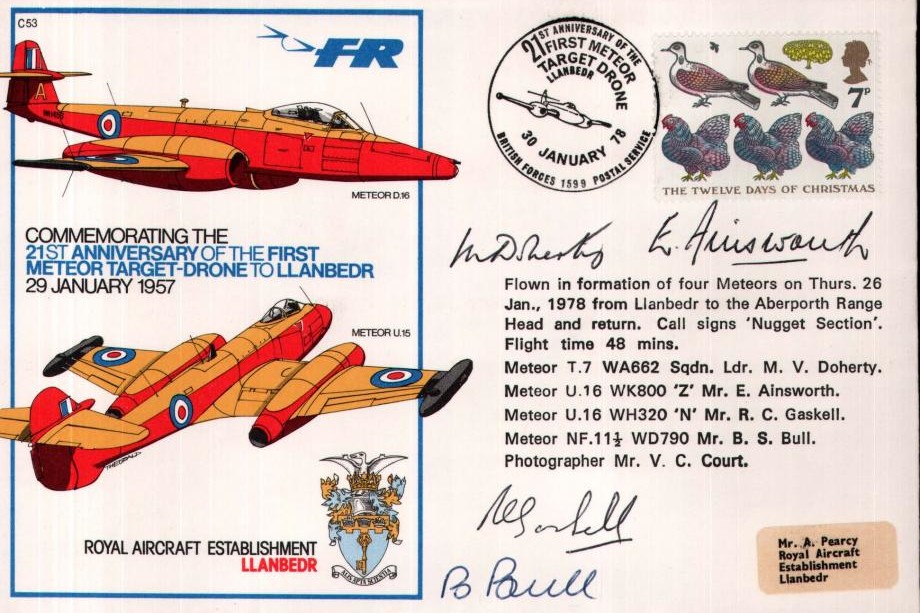 C53
FR
METEOR D.16
COMMEMORATING THE
21ST ANNIVERSARY OF THE FIRST
METEOR TARGET-DRONE TO LLANBEDR
29 JANUARY 1957
METEOR U.15
ROYAL AIRCRAFT ESTABLISHMENT
LLANBEDR
21ST ANNIVERSARY OF THE
FIRST METEOR
TARGET DRONE
LLANBEDR
30 JANUARY 78
BRITISH FORCES 1599 POSTAL SERVICE
7P
THE TWELVE DAYS OF CHRISTMAS
M Doherty
E. Ainsworth
Flown in formation of four Meteors on Thurs. 26
Jan., 1978 from Llanbedr to the Aberporth Range
Head and return. Call signs 'Nugget Section'.
Flight time 48 mins.
Meteor T.7 WA662 Sqdn. Ldr. M. V. Doherty.
Meteor U.16 WK800 'Z' Mr. E. Ainsworth.
Meteor U.16 WH320 'N' Mr. R. C. Gaskell.
Meteor NF.11½ WD790 Mr. B. S. Bull.
Photographer Mr. V. C. Court.
B Bull
Mr. A. Pearcy
Royal Aircraft
Establishment
Llanbedr